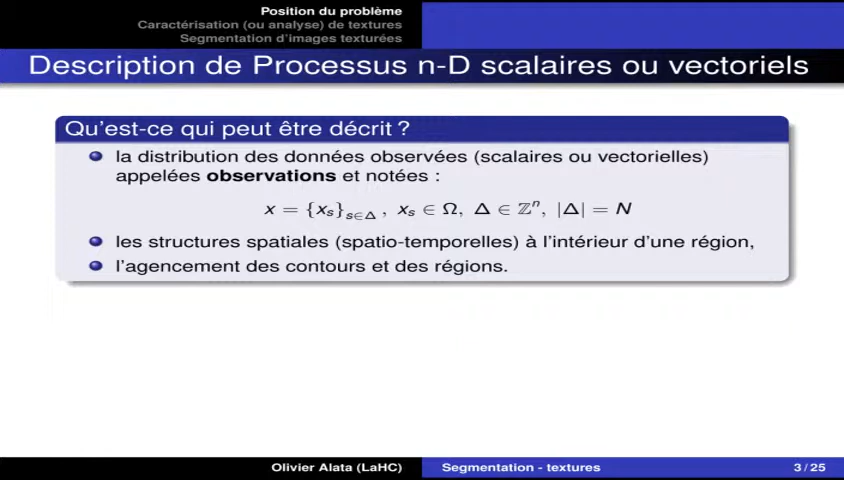 Position du problème
Caractérisation (ou analyse) de textures
Segmentation d'images texturées
Description de Processus n-D scalaires ou vectoriels
Qu'est-ce qui peut être décrit ?
la distribution des données observées (scalaires ou vectorielles)
appelées observations et notées :
x = {x_s}_{s∈Δ} , x_s ∈ Ω, Δ ∈ ℤ^n, |Δ| = N
les structures spatiales (spatio-temporelles) à l'intérieur d'une région,
l'agencement des contours et des régions.
Olivier Alata (LaHC) Segmentation - textures 3 / 25